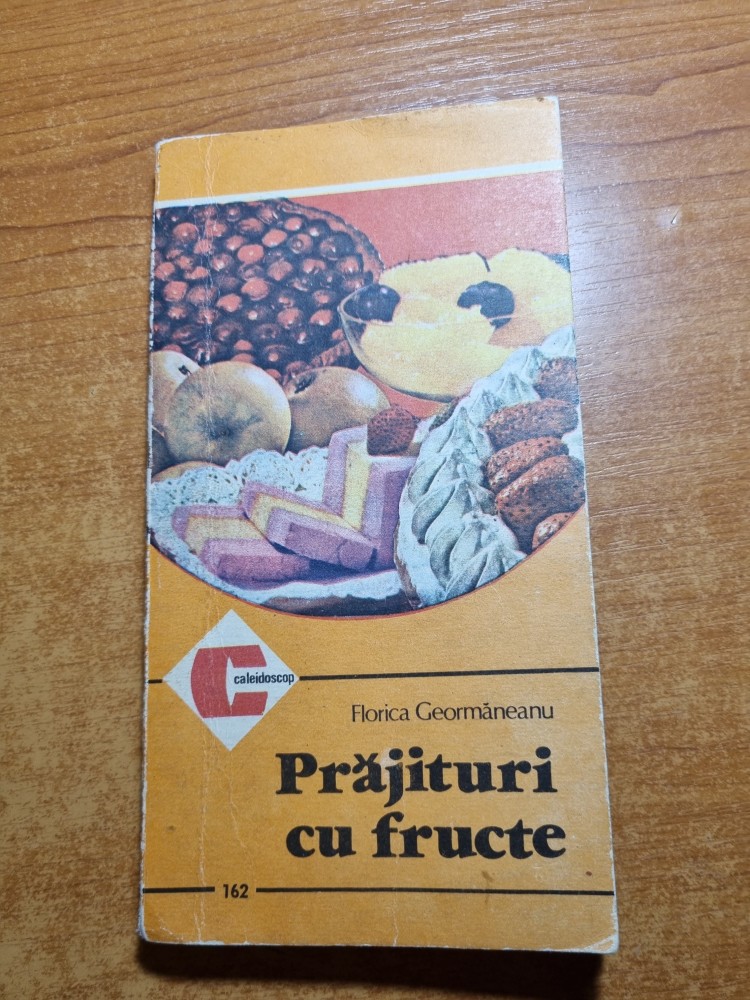 caleidoscop
Florica Geormăneanu
Prăjituri
cu fructe
162